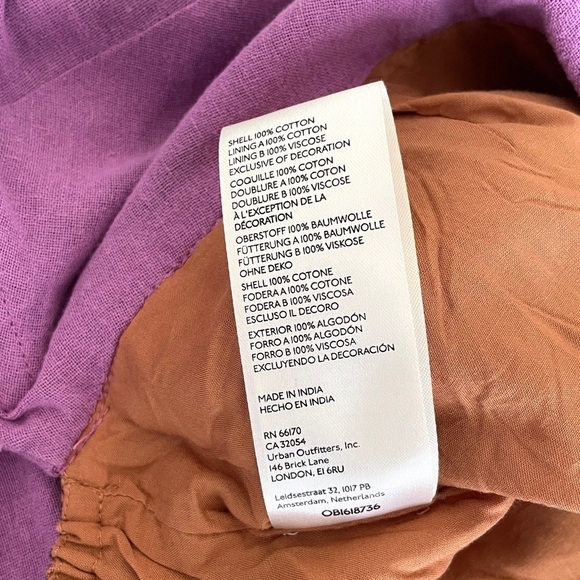 SHELL 100% COTTON
LINING A 100% COTTON
LINING B 100% VISCOSE
EXCLUSIVE OF DECORATION
COQUILLE 100% COTON
DOUBLURE A 100% COTON
DOUBLURE B 100% VISCOSE
À L'EXCEPTION DE LA
DÉCORATION
OBERSTOFF 100% BAUMWOLLE
FÜTTERUNG A 100% BAUMWOLLE
FÜTTERUNG B 100% VISKOSE
OHNE DEKO
SHELL 100% COTONE
FODERA A 100% COTONE
FODERA B 100% VISCOSA
ESCLUSO IL DECORO
EXTERIOR 100% ALGODÓN
FORRO A 100% ALGODÓN
FORRO B 100% VISCOSA
EXCLUYENDO LA DECORACIÓN
MADE IN INDIA
HECHO EN INDIA
RN 66170
CA 32054
Urban Outfitters, Inc.
146 Brick Lane
LONDON, E1 6RU
Leidsestraat 32, 1017 PB
Amsterdam, Netherlands
OB1618736